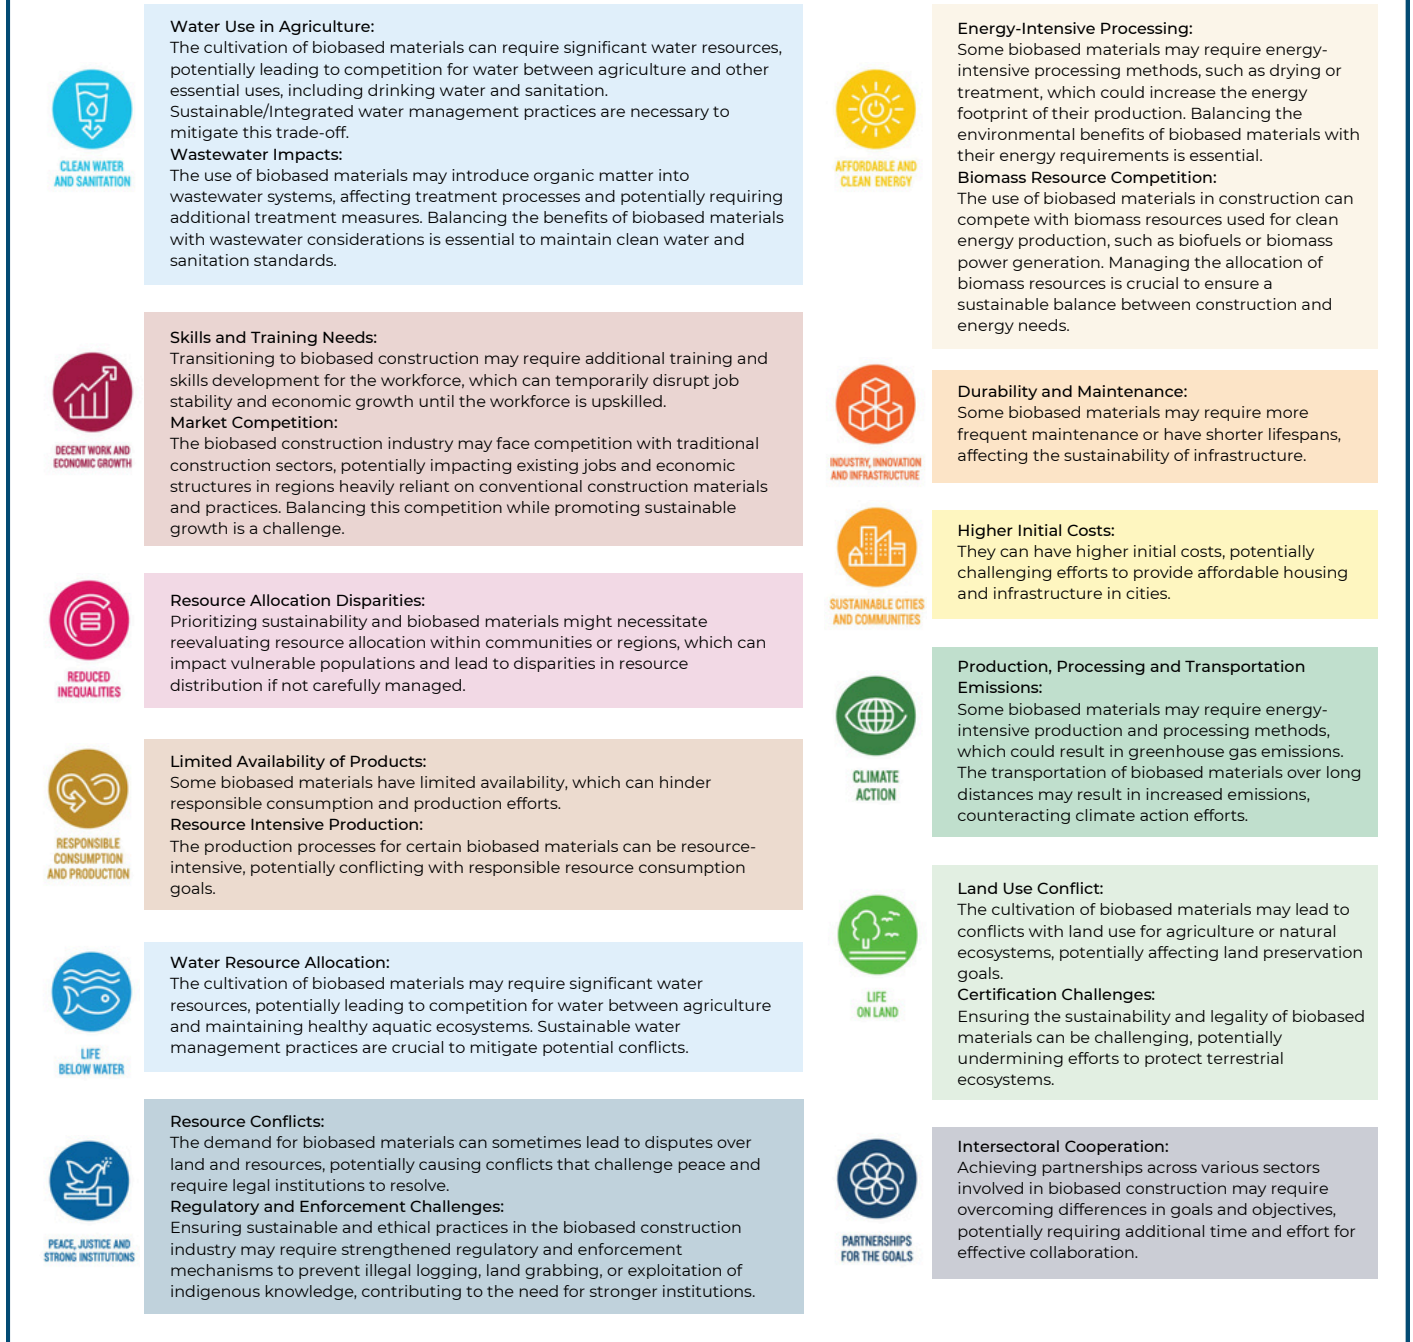 Water Use in Agriculture:
The cultivation of biobased materials can require significant water resources,
potentially leading to competition for water between agriculture and other
essential uses, including drinking water and sanitation.
Sustainable/Integrated water management practices are necessary to
mitigate this trade-off.
Wastewater Impacts:
The use of biobased materials may introduce organic matter into
wastewater systems, affecting treatment processes and potentially requiring
additional treatment measures. Balancing the benefits of biobased materials
with wastewater considerations is essential to maintain clean water and
sanitation standards.
CLEAN WATER
AND SANITATION
Skills and Training Needs:
Transitioning to biobased construction may require additional training and
skills development for the workforce, which can temporarily disrupt job
stability and economic growth until the workforce is upskilled.
Market Competition:
The biobased construction industry may face competition with traditional
construction sectors, potentially impacting existing jobs and economic
structures in regions heavily reliant on conventional construction materials
and practices. Balancing this competition while promoting sustainable
growth is a challenge.
DECENT WORK AND
ECONOMIC GROWTH
Resource Allocation Disparities:
Prioritizing sustainability and biobased materials might necessitate
reevaluating resource allocation within communities or regions, which can
impact vulnerable populations and lead to disparities in resource
distribution if not carefully managed.
REDUCED
INEQUALITIES
Limited Availability of Products:
Some biobased materials have limited availability, which can hinder
responsible consumption and production efforts.
Resource Intensive Production:
The production processes for certain biobased materials can be resource-
intensive, potentially conflicting with responsible resource consumption
goals.
RESPONSIBLE
CONSUMPTION
AND PRODUCTION
Water Resource Allocation:
The cultivation of biobased materials may require significant water
resources, potentially leading to competition for water between agriculture
and maintaining healthy aquatic ecosystems. Sustainable water
management practices are crucial to mitigate potential conflicts.
LIFE
BELOW WATER
Resource Conflicts:
The demand for biobased materials can sometimes lead to disputes over
land and resources, potentially causing conflicts that challenge peace and
require legal institutions to resolve.
Regulatory and Enforcement Challenges:
Ensuring sustainable and ethical practices in the biobased construction
industry may require strengthened regulatory and enforcement
mechanisms to prevent illegal logging, land grabbing, or exploitation of
indigenous knowledge, contributing to the need for stronger institutions.
PEACE, JUSTICE AND
STRONG INSTITUTIONS
Energy-Intensive Processing:
Some biobased materials may require energy-
intensive processing methods, such as drying or
treatment, which could increase the energy
footprint of their production. Balancing the
environmental benefits of biobased materials with
their energy requirements is essential.
Biomass Resource Competition:
The use of biobased materials in construction can
compete with biomass resources used for clean
energy production, such as biofuels or biomass
power generation. Managing the allocation of
biomass resources is crucial to ensure a
sustainable balance between construction and
energy needs.
AFFORDABLE AND
CLEAN ENERGY
Durability and Maintenance:
Some biobased materials may require more
frequent maintenance or have shorter lifespans,
affecting the sustainability of infrastructure.
INDUSTRY, INNOVATION
AND INFRASTRUCTURE
Higher Initial Costs:
They can have higher initial costs, potentially
challenging efforts to provide affordable housing
and infrastructure in cities.
SUSTAINABLE CITIES
AND COMMUNITIES
Production, Processing and Transportation
Emissions:
Some biobased materials may require energy-
intensive production and processing methods,
which could result in greenhouse gas emissions.
The transportation of biobased materials over long
distances may result in increased emissions,
counteracting climate action efforts.
CLIMATE
ACTION
Land Use Conflict:
The cultivation of biobased materials may lead to
conflicts with land use for agriculture or natural
ecosystems, potentially affecting land preservation
goals.
Certification Challenges:
Ensuring the sustainability and legality of biobased
materials can be challenging, potentially
undermining efforts to protect terrestrial
ecosystems.
LIFE
ON LAND
Intersectoral Cooperation:
Achieving partnerships across various sectors
involved in biobased construction may require
overcoming differences in goals and objectives,
potentially requiring additional time and effort for
effective collaboration.
PARTNERSHIPS
FOR THE GOALS